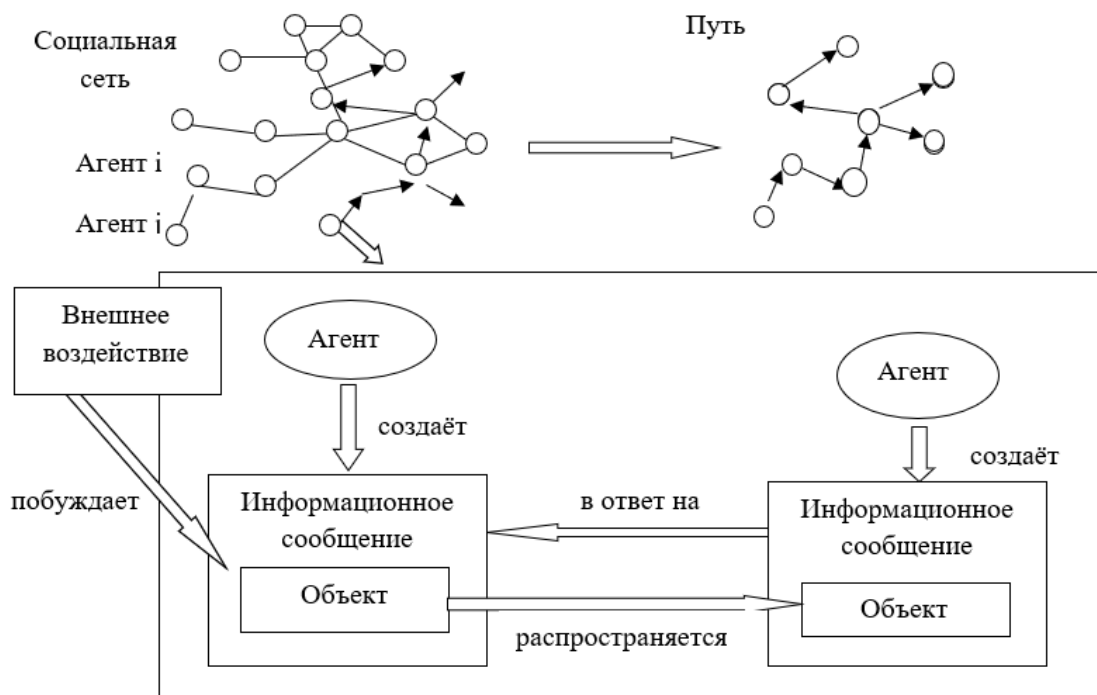 Социальная
сеть
Путь
Агент i
Агент j
Внешнее
воздействие
Агент
Агент
создаёт
создаёт
побуждает
Информационное
сообщение
в ответ на
Информационное
сообщение
Объект
Объект
распространяется